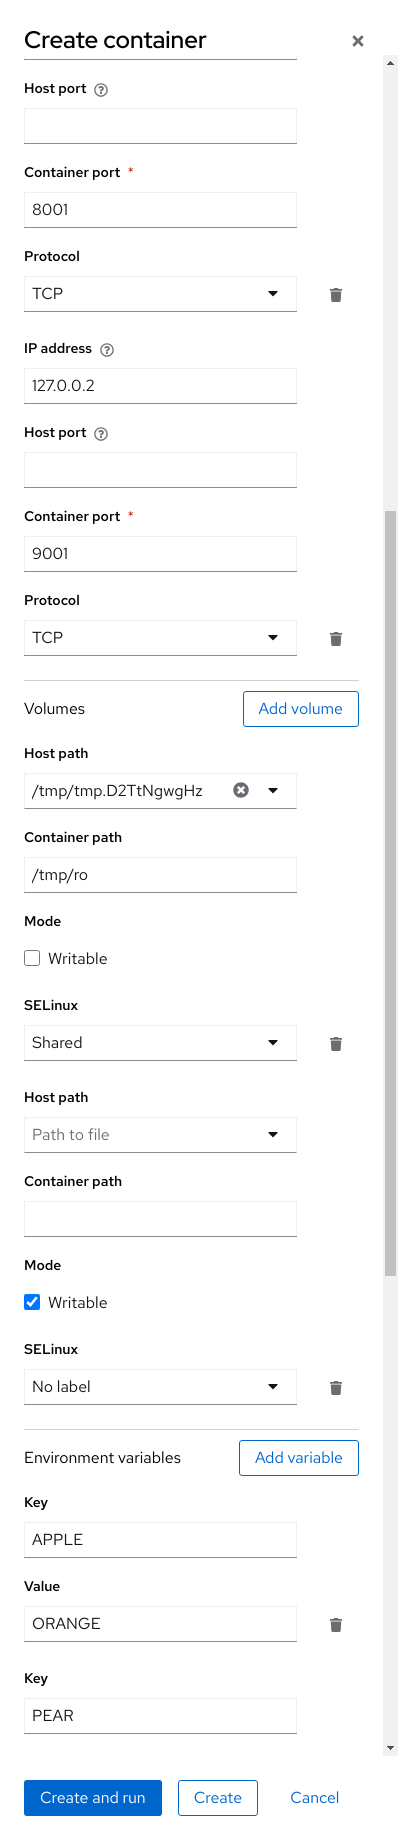 Create container
Host port
Container port *
8001
Protocol
TCP
IP address
127.0.0.2
Host port
Container port *
9001
Protocol
TCP
Volumes
Add volume
Host path
/tmp/tmp.D2TtNgwgHz
Container path
/tmp/ro
Mode
Writable
SELinux
Shared
Host path
Path to file
Container path
Mode
Writable
SELinux
No label
Environment variables
Add variable
Key
APPLE
Value
ORANGE
Key
PEAR
Create and run
Create
Cancel